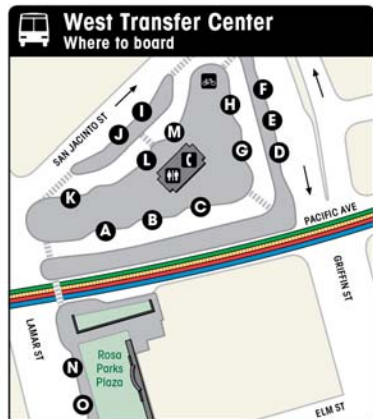 West Transfer Center
Where to board
SAN JACINTO ST
F
I
H
J
M
E
L
G
D
K
C
B
A
PACIFIC AVE
GRIFFIN ST
LAMAR ST
Rosa
Parks
Plaza
N
O
ELM ST